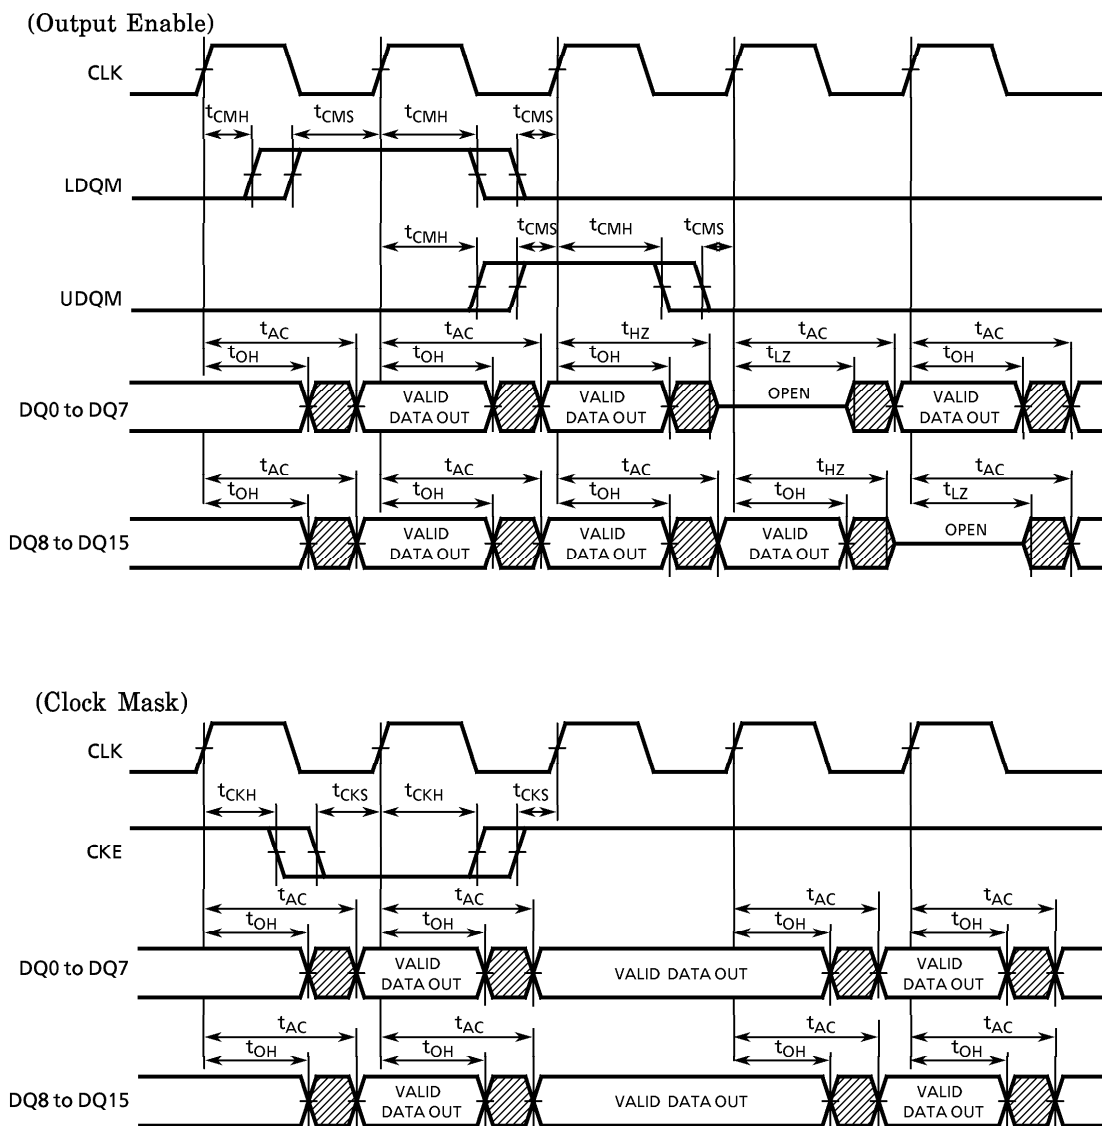 (Output Enable)
CLK
tCMH tCMS tCMH tCMS
LDQM
tCMH tCMS tCMH tCMS
UDQM
tAC tAC tHZ tAC tAC
tOH tOH tOH tLZ tOH
DQ0 to DQ7
VALID DATA OUT
VALID DATA OUT
OPEN
VALID DATA OUT
tAC tAC tAC tHZ tAC
tOH tOH tOH tOH tLZ
DQ8 to DQ15
VALID DATA OUT
VALID DATA OUT
VALID DATA OUT
OPEN
(Clock Mask)
CLK
tCKH tCKS tCKH tCKS
CKE
tAC tAC tAC tAC
tOH tOH tOH tOH
DQ0 to DQ7
VALID DATA OUT
VALID DATA OUT
VALID DATA OUT
tAC tAC tAC tAC
tOH tOH tOH tOH
DQ8 to DQ15
VALID DATA OUT
VALID DATA OUT
VALID DATA OUT